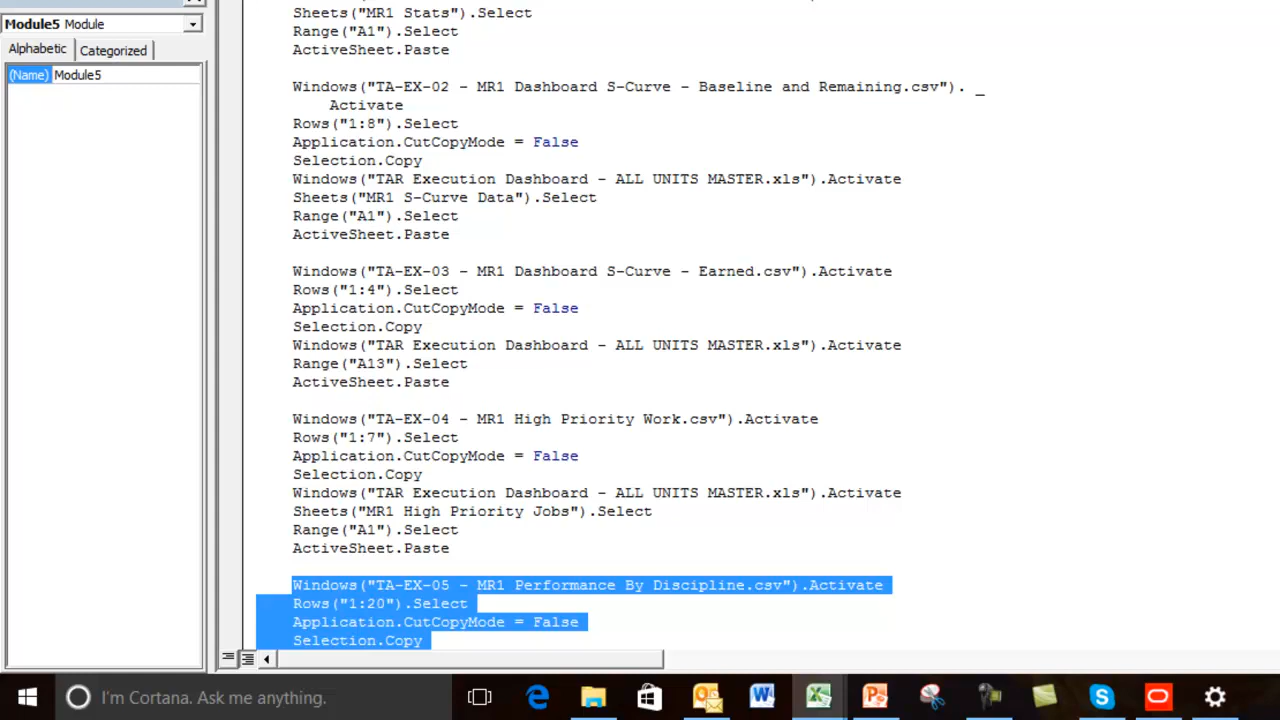 Module5 Module
Alphabetic Categorized
(Name) Module5
Sheets("MR1 Stats").Select
Range("A1").Select
ActiveSheet.Paste
Windows("TA-EX-02 - MR1 Dashboard S-Curve - Baseline and Remaining.csv"). _
Activate
Rows("1:8").Select
Application.CutCopyMode = False
Selection.Copy
Windows("TAR Execution Dashboard - ALL UNITS MASTER.xls").Activate
Sheets("MR1 S-Curve Data").Select
Range("A1").Select
ActiveSheet.Paste
Windows("TA-EX-03 - MR1 Dashboard S-Curve - Earned.csv").Activate
Rows("1:4").Select
Application.CutCopyMode = False
Selection.Copy
Windows("TAR Execution Dashboard - ALL UNITS MASTER.xls").Activate
Range("A13").Select
ActiveSheet.Paste
Windows("TA-EX-04 - MR1 High Priority Work.csv").Activate
Rows("1:7").Select
Application.CutCopyMode = False
Selection.Copy
Windows("TAR Execution Dashboard - ALL UNITS MASTER.xls").Activate
Sheets("MR1 High Priority Jobs").Select
Range("A1").Select
ActiveSheet.Paste
Windows("TA-EX-05 - MR1 Performance By Discipline.csv").Activate
Rows("1:20").Select
Application.CutCopyMode = False
Selection.Copy
I'm Cortana. Ask me anything.